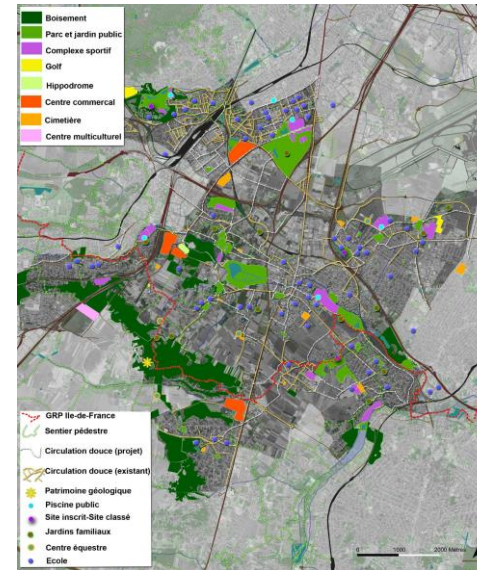 Boisement
Parc et jardin public
Complexe sportif
Golf
Hippodrome
Centre commercal
Cimetière
Centre multiculturel
GRP Ile-de-France
Sentier pédestre
Circulation douce (projet)
Circulation douce (existant)
Patrimoine géologique
Piscine public
Site inscrit-Site classé
Jardins familiaux
Centre équestre
Ecole
0 1000 2000 Mètres